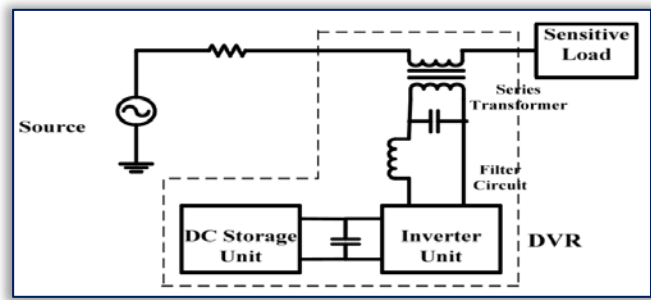 Sensitive
Load
Series
Transformer
Source
Filter
Circuit
DC Storage
Unit
Inverter
Unit
DVR